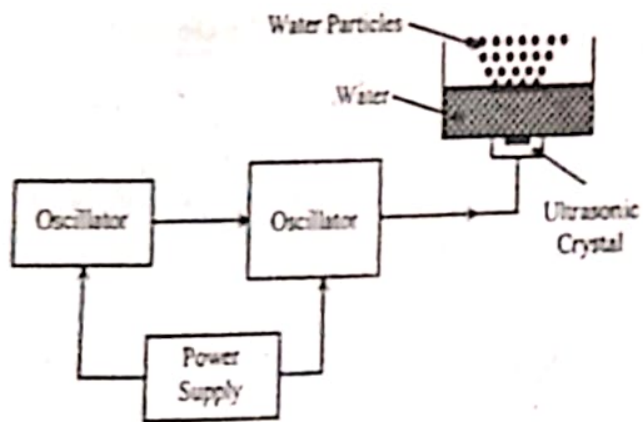 Water Particles
Water
Oscillator
Oscillator
Ultrasonic
Crystal
Power
Supply